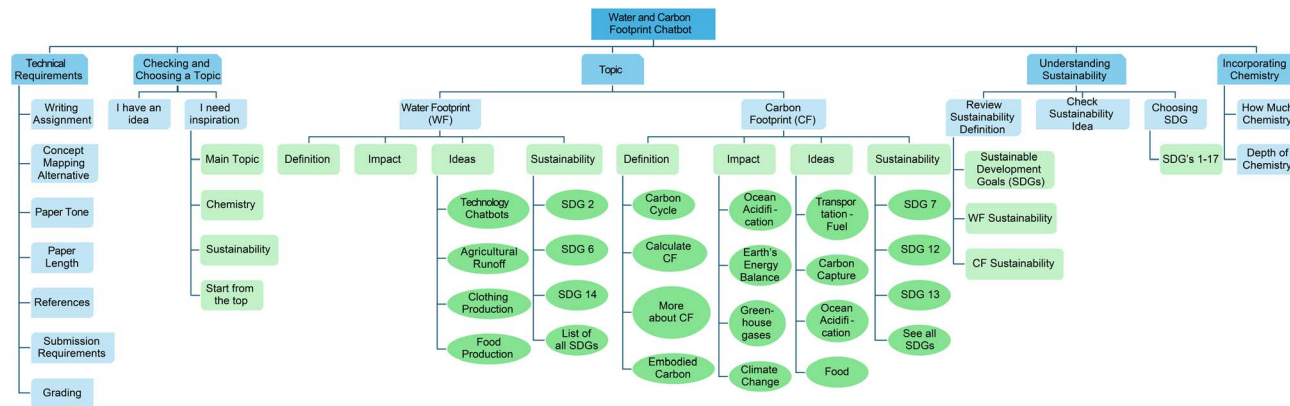 Water and Carbon
Footprint Chatbot
Technical
Requirements
Writing
Assignment
Concept
Mapping
Alternative
Paper Tone
Paper
Length
References
Submission
Requirements
Grading
Checking and
Choosing a Topic
I have an
idea
I need
inspiration
Main Topic
Chemistry
Sustainability
Start from
the top
Topic
Water Footprint
(WF)
Definition
Impact
Ideas
Technology
Chatbots
Agricultural
Runoff
Clothing
Production
Food
Production
Sustainability
SDG 2
SDG 6
SDG 14
List of
all SDGs
Carbon
Footprint (CF)
Definition
Carbon
Cycle
Calculate
CF
More
about CF
Embodied
Carbon
Impact
Ocean
Acidifi-
cation
Earth's
Energy
Balance
Green-
house
gases
Climate
Change
Ideas
Transpor
tation -
Fuel
Carbon
Capture
Ocean
Acidifi-
cation
Food
Sustainability
SDG 7
SDG 12
SDG 13
See all
SDGs
Understanding
Sustainability
Review
Sustainability
Definition
Sustainable
Development
Goals (SDGs)
WF Sustainability
CF Sustainability
Check
Sustainability
Idea
Choosing
SDG
SDG's 1-17
Incorporating
Chemistry
How Much
Chemistry
Depth of
Chemistry